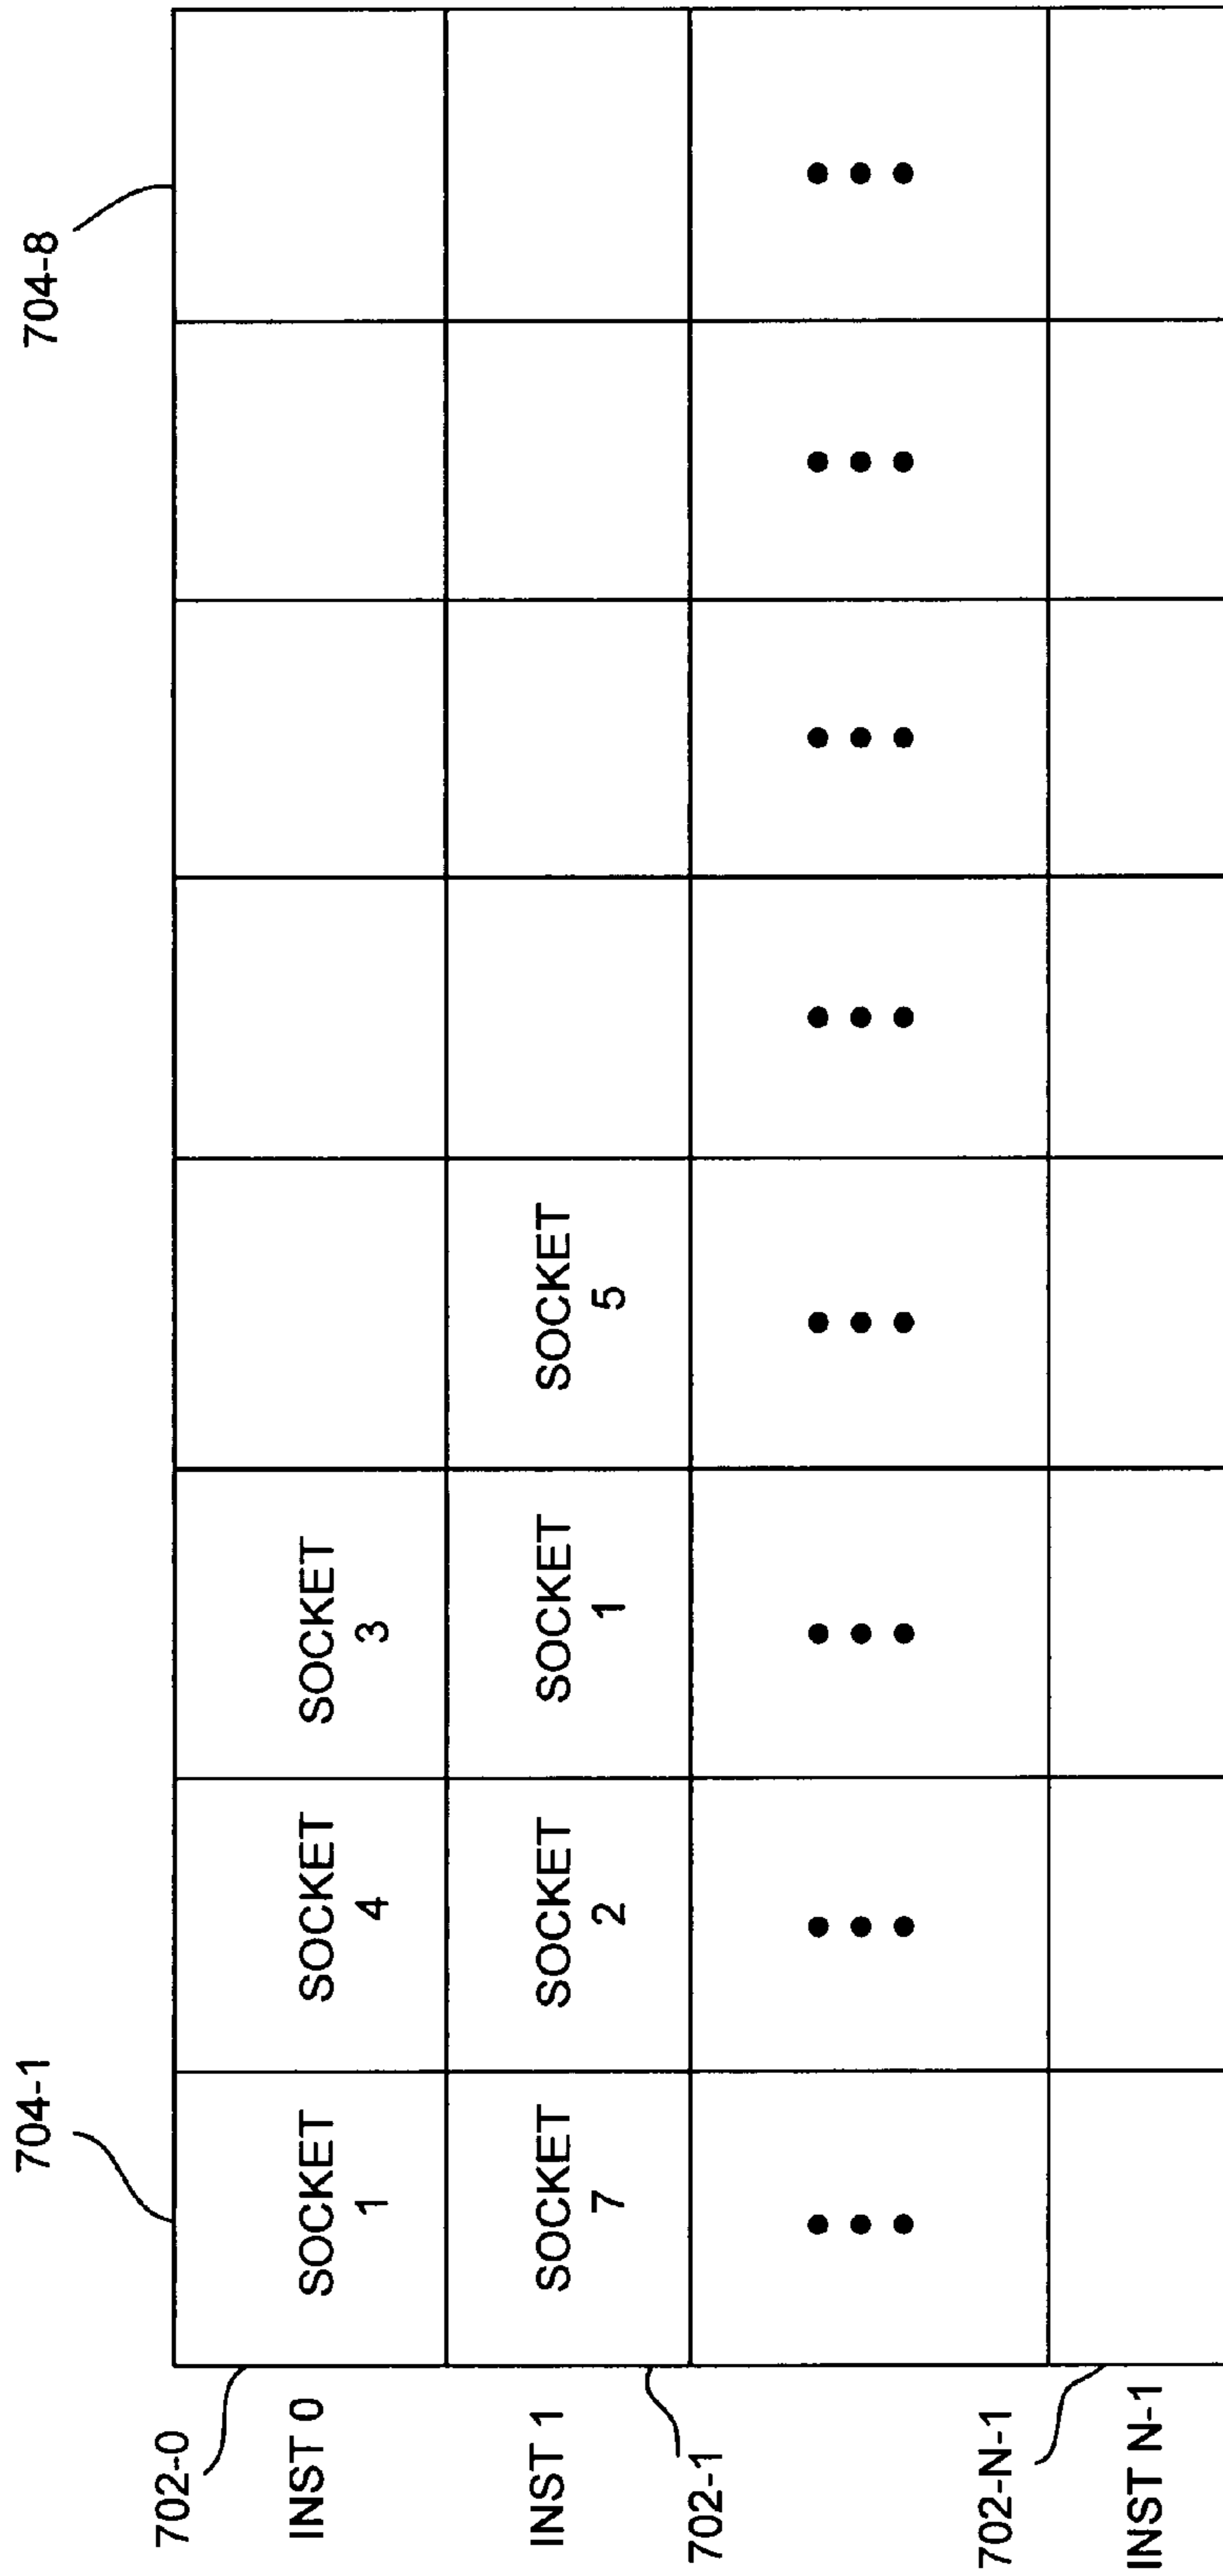 704-1
704-8
702-0
INST 0
SOCKET
1
SOCKET
4
SOCKET
3
INST 1
702-1
SOCKET
7
SOCKET
2
SOCKET
1
SOCKET
5
702-N-1
INST N-1